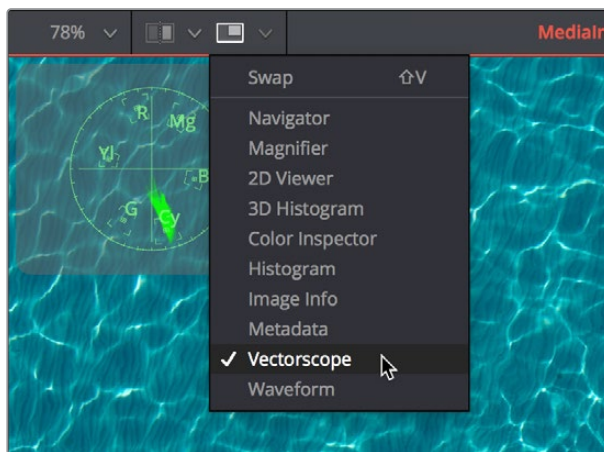 78%
MediaIn
Swap ⇧V
Navigator
Magnifier
2D Viewer
3D Histogram
Color Inspector
Histogram
Image Info
Metadata
✓ Vectorscope
Waveform
R
Mg
Yl
B
G
Cy